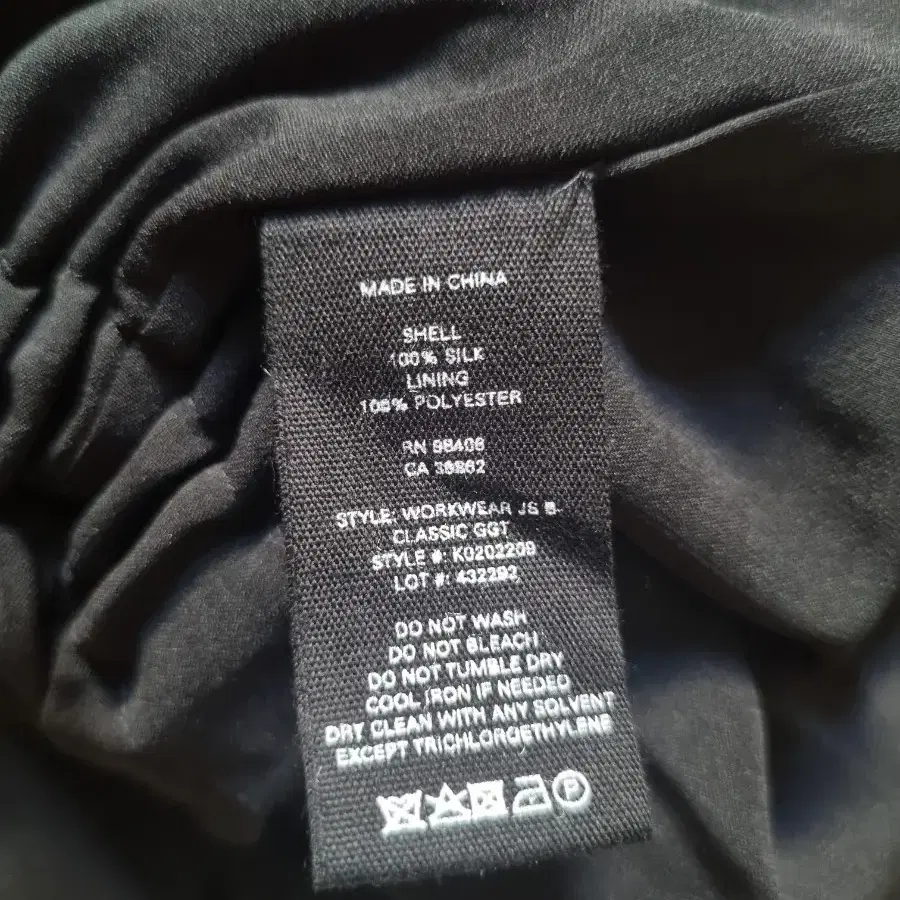 MADE IN CHINA
SHELL
100% SILK
LINING
100% POLYESTER
RN 98406
CA
STYLE: WORKWEAR JS B-
CLASSIC GGT
STYLE #: K0202209
LOT #: 432292
DO NOT WASH
DO NOT BLEACH
DO NOT TUMBLE DRY
COOL IRON IF NEEDED
DRY CLEAN WITH ANY SOLVENT
EXCEPT TRICHLOROETHYLENE
P